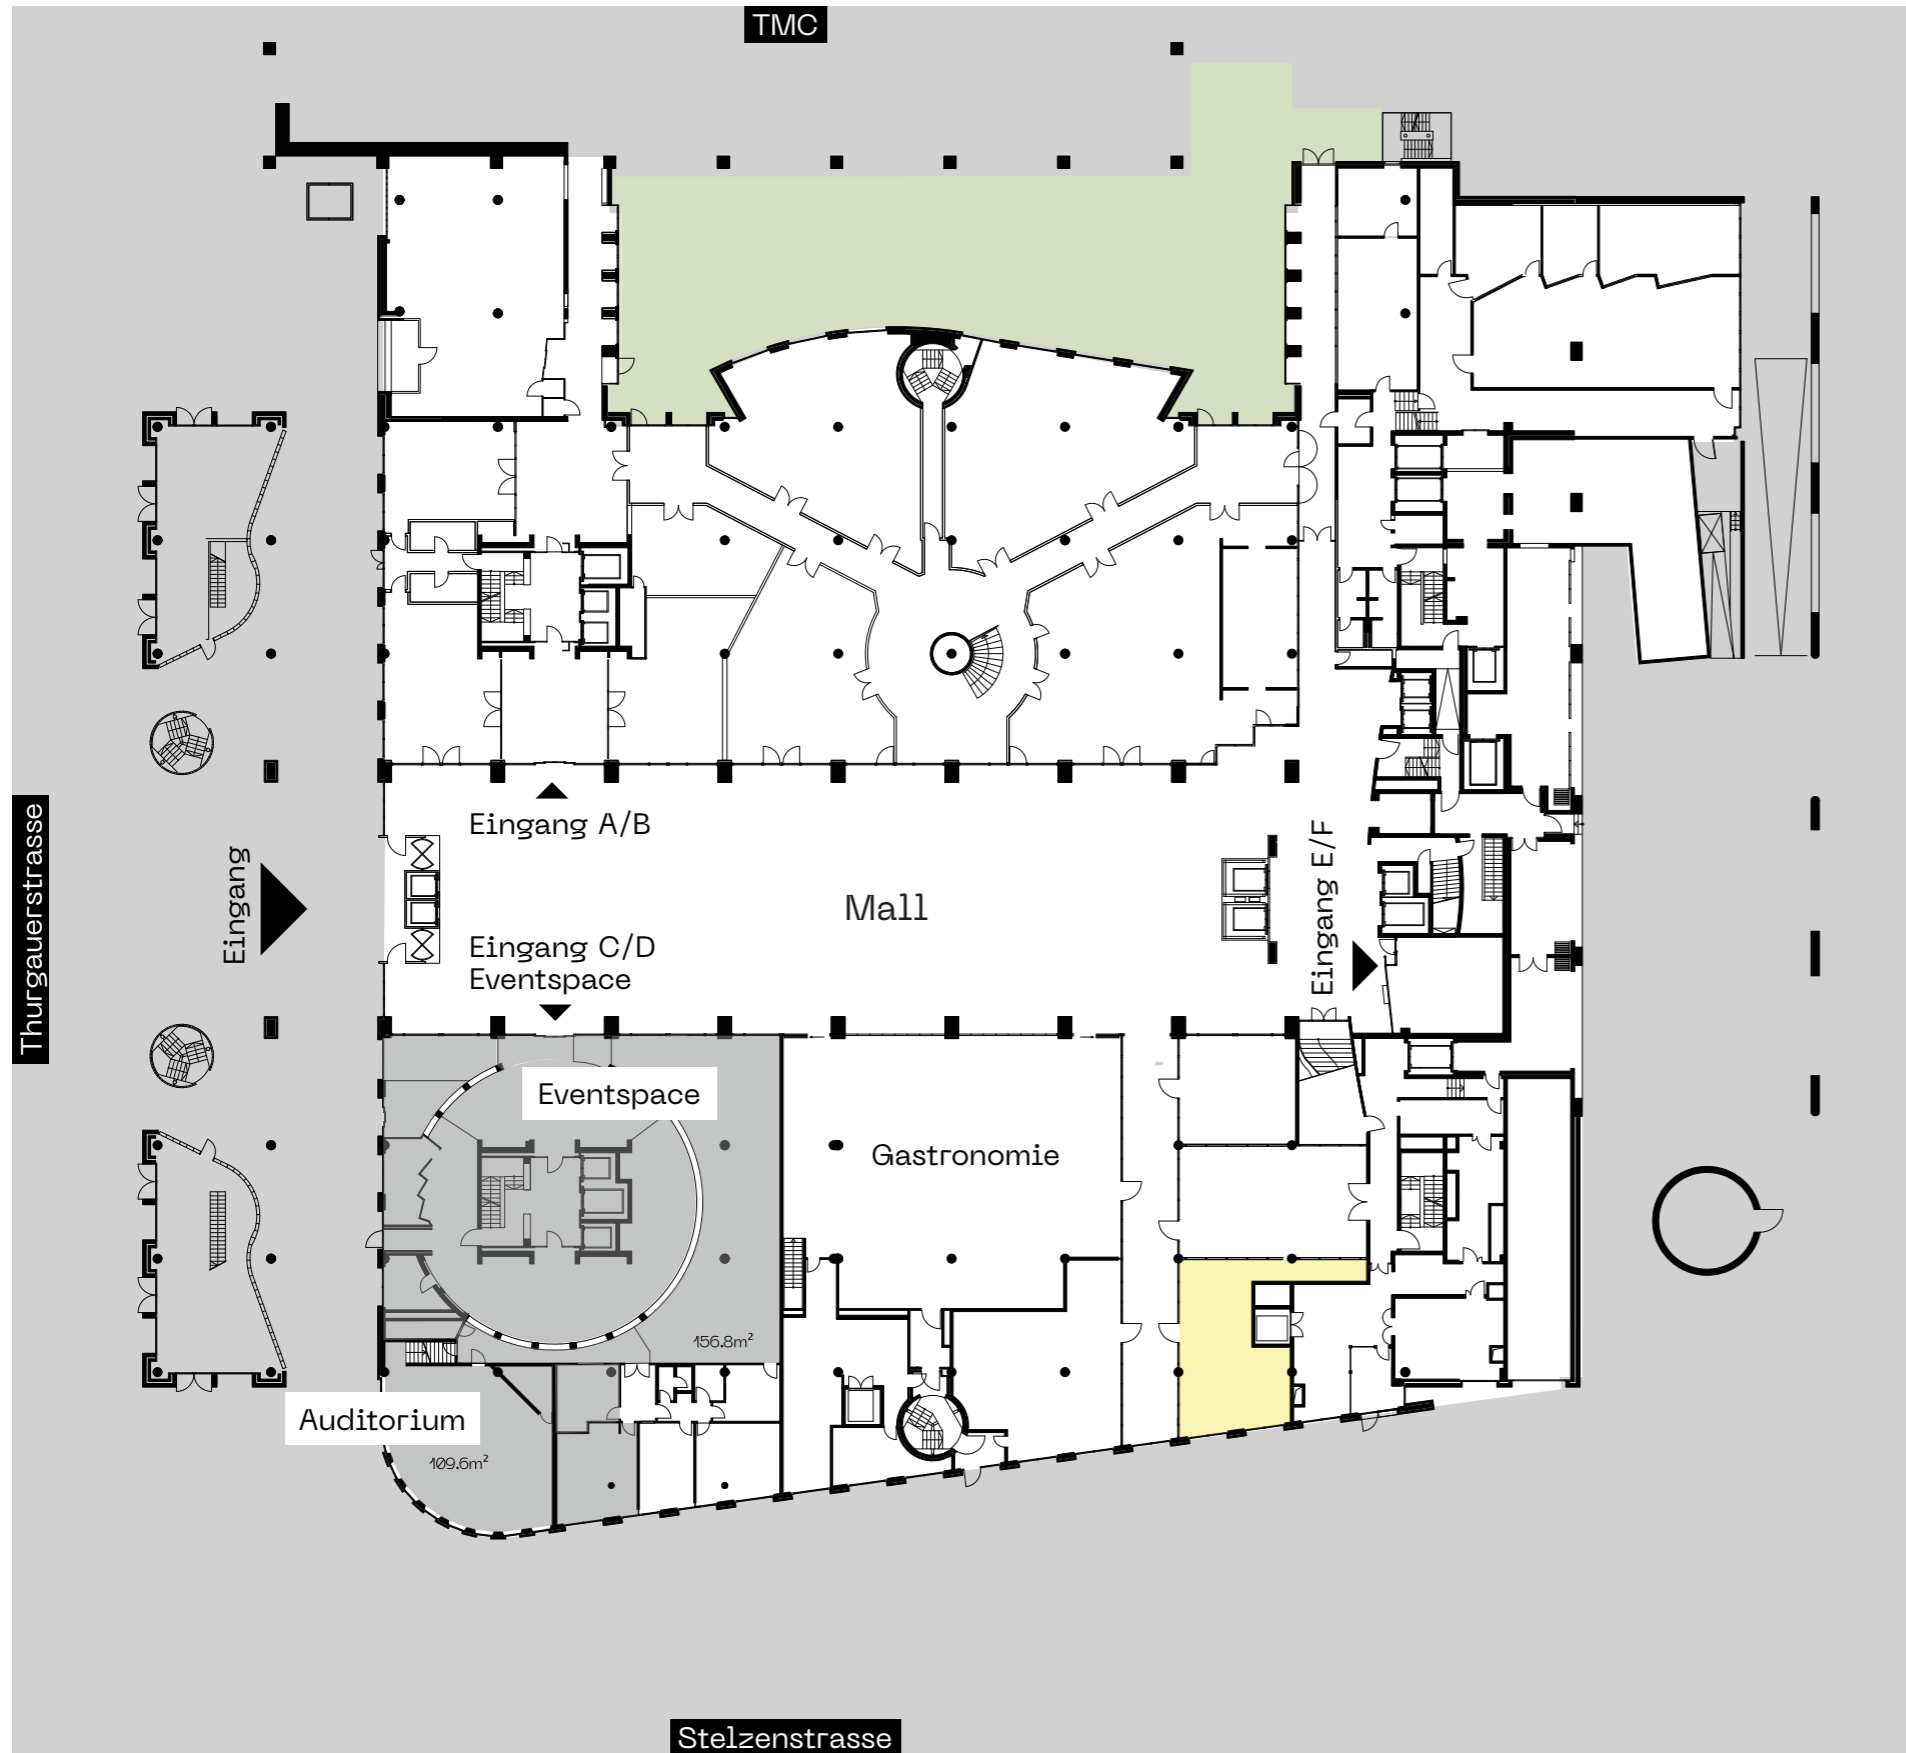 TMC
Eingang A/B
Thurgauerstrasse
Eingang
Mall
Eingang E/F
Eingang C/D
Eventspace
Eventspace
Gastronomie
156.8m²
Auditorium
109.6m²
Stelzenstrasse